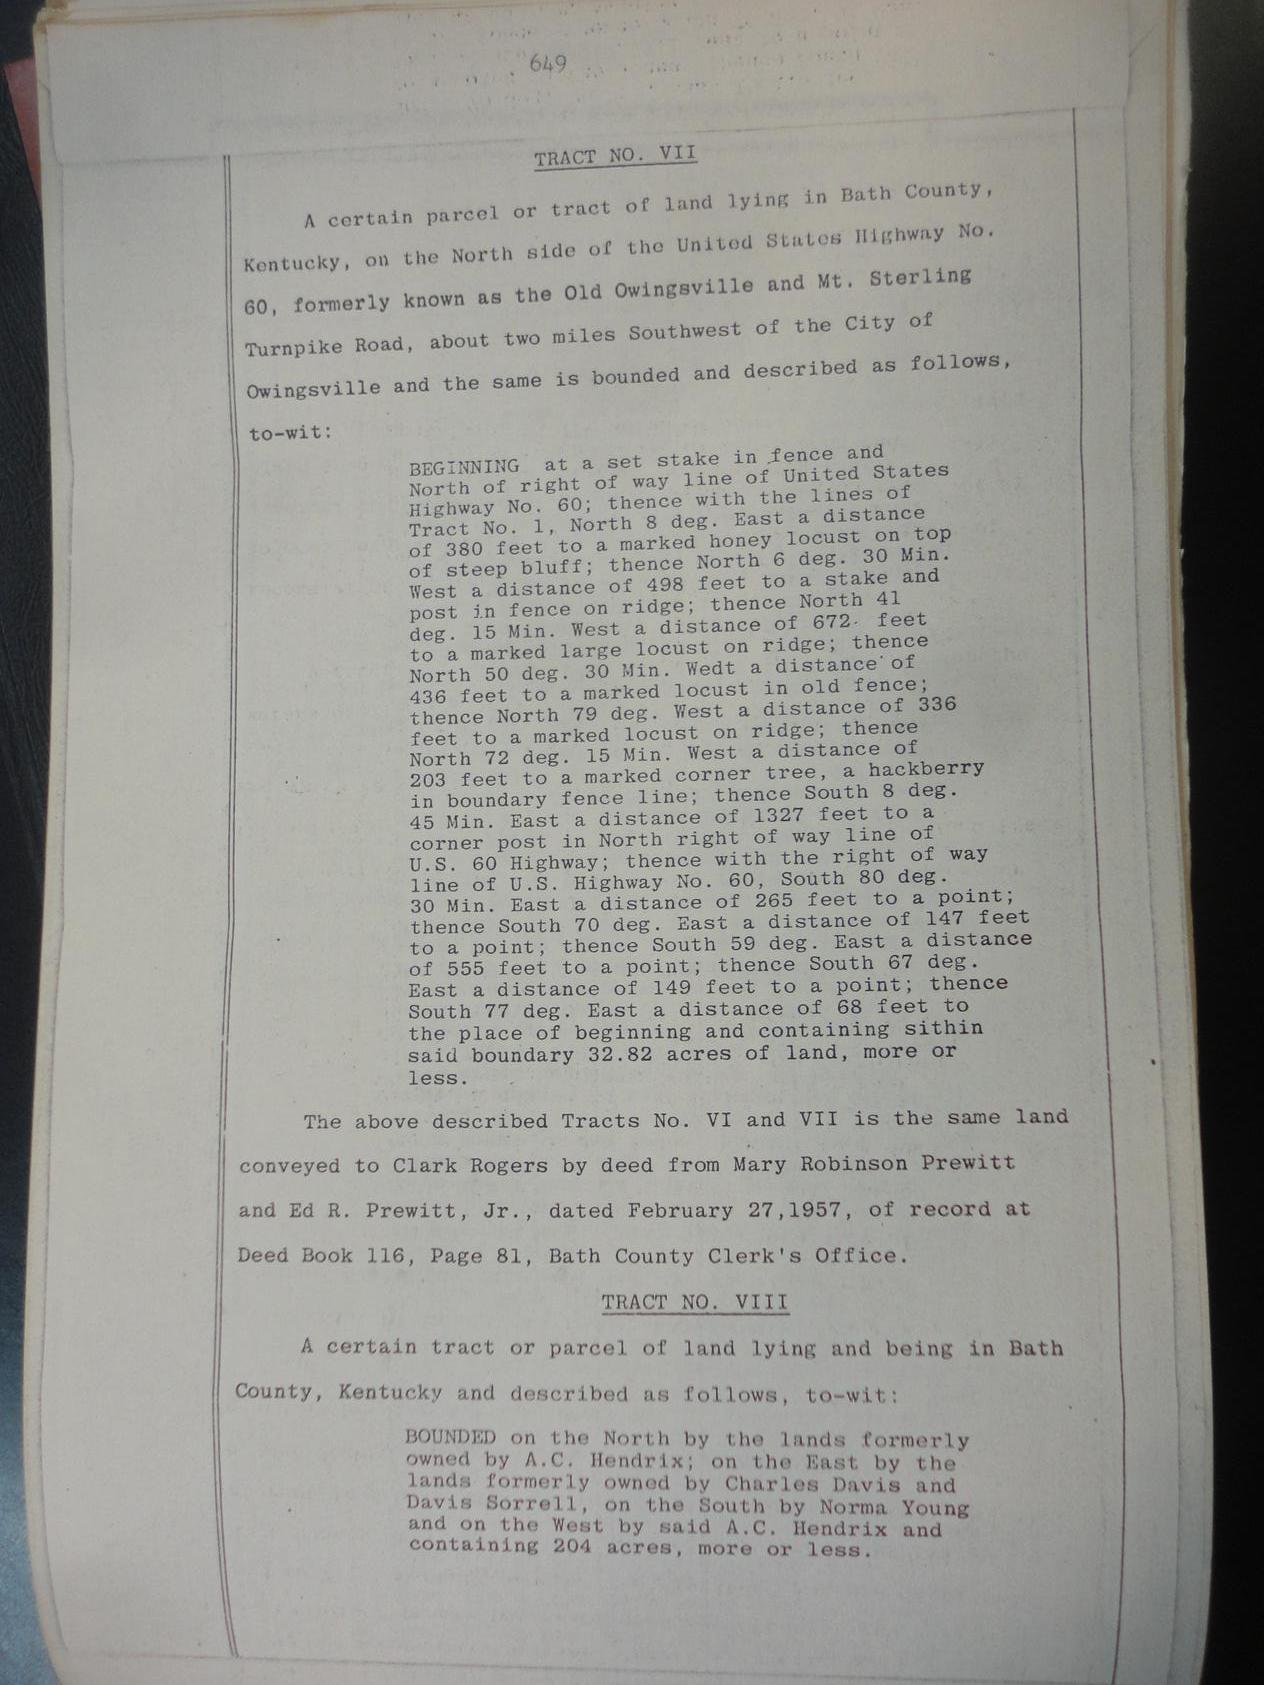 649
TRACT NO. VII
A certain parcel or tract of land lying in Bath County,
Kentucky, on the North side of the United States Highway No.
60, formerly known as the Old Owingsville and Mt. Sterling
Turnpike Road, about two miles Southwest of the City of
Owingsville and the same is bounded and described as follows,
to-wit:
BEGINNING at a set stake in fence and
North of right of way line of United States
Highway No. 60; thence with the lines of
Tract No. 1, North 8 deg. East a distance
of 380 feet to a marked honey locust on top
of steep bluff; thence North 6 deg. 30 Min.
West a distance of 498 feet to a stake and
post in fence on ridge; thence North 41
deg. 15 Min. West a distance of 672 feet
to a marked large locust on ridge; thence
North 50 deg. 30 Min. Wedt a distance of
436 feet to a marked locust in old fence;
thence North 79 deg. West a distance of 336
feet to a marked locust on ridge; thence
North 72 deg. 15 Min. West a distance of
203 feet to a marked corner tree, a hackberry
in boundary fence line; thence South 8 deg.
45 Min. East a distance of 1327 feet to a
corner post in North right of way line of
U.S. 60 Highway; thence with the right of way
line of U.S. Highway No. 60, South 80 deg.
30 Min. East a distance of 265 feet to a point;
thence South 70 deg. East a distance of 147 feet
to a point; thence South 59 deg. East a distance
of 555 feet to a point; thence South 67 deg.
East a distance of 149 feet to a point; thence
South 77 deg. East a distance of 68 feet to
the place of beginning and containing sithin
said boundary 32.82 acres of land, more or
less.
The above described Tracts No. VI and VII is the same land
conveyed to Clark Rogers by deed from Mary Robinson Prewitt
and Ed R. Prewitt, Jr., dated February 27,1957, of record at
Deed Book 116, Page 81, Bath County Clerk's Office.
TRACT NO. VIII
A certain tract or parcel of land lying and being in Bath
County, Kentucky and described as follows, to-wit:
BOUNDED on the North by the lands formerly
owned by A.C. Hendrix; on the East by the
lands formerly owned by Charles Davis and
Davis Sorrell, on the South by Norma Young
and on the West by said A.C. Hendrix and
containing 204 acres, more or less.